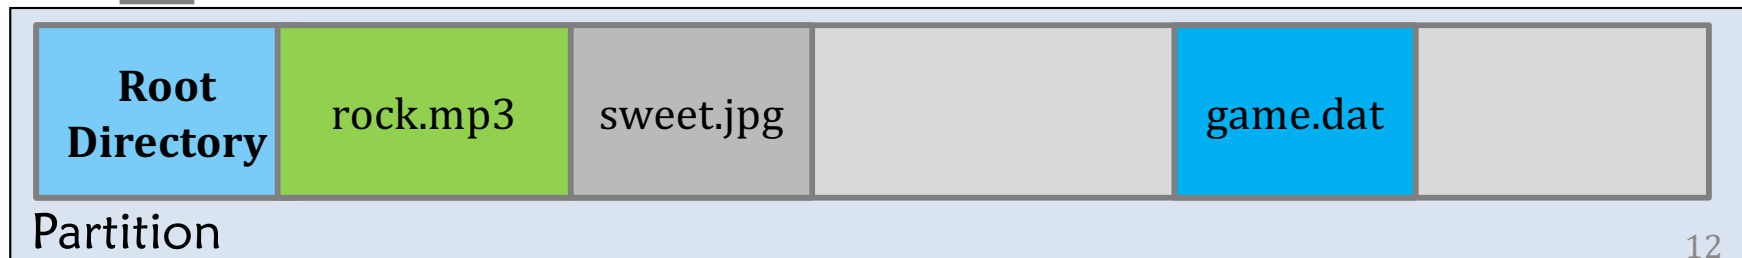 Root
Directory
rock.mp3
sweet.jpg
game.dat
Partition
12